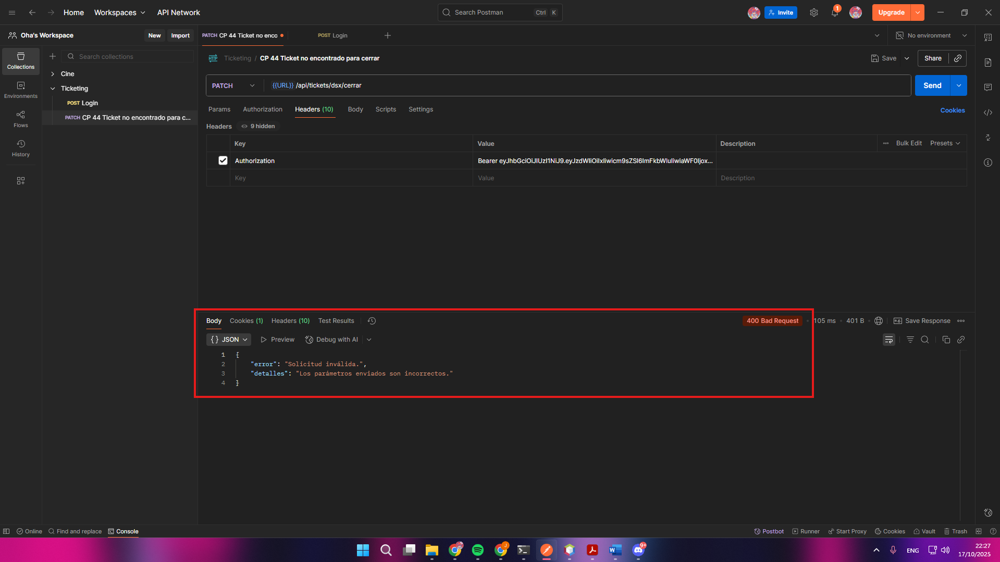 Home Workspaces API Network
Search Postman Ctrl K
Invite 1 Upgrade
Oha's Workspace New Import
PATCH CP 44 Ticket no enco POST Login
No environment
Collections
Environments
Flows
History
Search collections
Cine
Ticketing
POST Login
PATCH CP 44 Ticket no encontrado para c...
HTTP Ticketing / CP 44 Ticket no encontrado para cerrar
Save Share
PATCH {{URL}} /api/tickets/dsx/cerrar Send
Params Authorization Headers (10) Body Scripts Settings Cookies
Headers 9 hidden
Key Value Description Bulk Edit Presets
Authorization Bearer eyJhbGciOiJIUzI1NiJ9.eyJzdWIiOiIxIiwicm9sZSI6ImFkbWluIiwiaWF0Ijox...
Key Value Description
Body Cookies (1) Headers (10) Test Results 400 Bad Request 105 ms 401 B Save Response
{} JSON Preview Debug with AI
1 {
2 "error": "Solicitud inválida.",
3 "detalles": "Los parámetros enviados son incorrectos."
4 }
Online Find and replace Console Postbot Runner Start Proxy Cookies Vault Trash
J 9+ ENG 22:27
17/10/2025